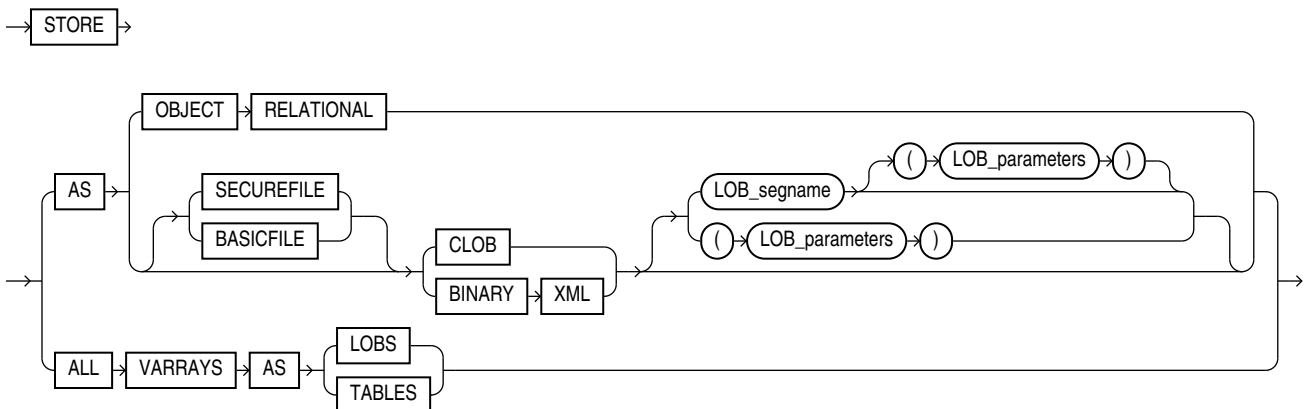 STORE
OBJECT RELATIONAL
( LOB_parameters )
AS SECUREFILE LOB_segname
BASICFILE CLOB ( LOB_parameters )
BINARY XML
LOBS
ALL VARRAYS AS
TABLES